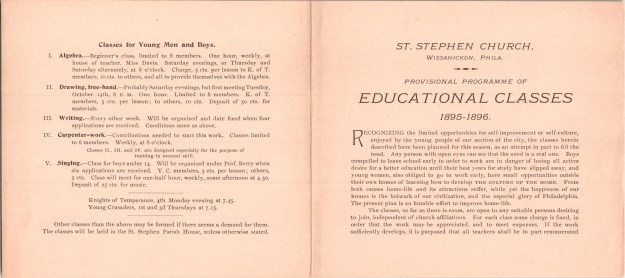 Classes for Young Men and Boys.
I. Algebra.—Beginner's class, limited to 8 members. One hour, weekly, at
house of teacher, Miss Davis. Saturday evenings, or Thursday and
Saturday alternately, at 8 o'clock. Charge, 5 cts. per lesson to K. of T.
members, 10 cts. to others, and all to provide themselves with the Algebra.
II. Drawing, free-hand.—Probably Saturday evenings, but first meeting Tuesday,
October 14th, 8 P. M. One hour. Limited to 8 members. K. of T.
members, 5 cts. per lesson; to others, 10 cts. Deposit of 50 cts. for
materials.
III. Writing.—Every other week. Will be organized and date fixed when four
applications are received. Conditions same as above.
IV. Carpenter-work.—Contributions needed to start this work. Classes limited
to 6 members. Weekly, at 8 o'clock.
Classes II., III. and IV. are designed especially for the purpose of
training in manual skill.
V. Singing.—Class for boys under 14. Will be organized under Prof. Berry when
six applications are received. Y. C. members, 3 cts. per lesson; others,
5 cts. Class will meet for one-half hour, weekly, some afternoon at 4.30.
Deposit of 25 cts. for music.
Knights of Temperance, 4th Monday evening at 7.45.
Young Crusaders, 1st and 3d Thursdays at 7.15.
Other classes than the above may be formed if there seems a demand for them.
The classes will be held in the St. Stephen Parish House, unless otherwise stated.
ST. STEPHEN CHURCH,
WISSAHICKON, PHILA.
PROVISIONAL PROGRAMME OF
EDUCATIONAL CLASSES
1895-1896.
RECOGNIZING the limited opportunities for self-improvement or self-culture,
enjoyed by the young people of our section of the city, the classes herein
described have been planned for this season, as an attempt in part to fill the
need. Any person with open eyes can see that the need is a real one. Boys
compelled to leave school early in order to work are in danger of losing all active
desire for a better education until their best years for study have slipped away, and
young women, also obliged to go to work early, have small opportunities outside
their own homes of learning how to develop THE CULTURE OF THE HOME. From
both causes home-life and its attractions suffer, while yet the happiness of our
homes is the bulwark of our civilization, and the especial glory of Philadelphia.
The present plan is an humble effort to improve home-life.
The classes, so far as there is room, are open to any suitable persons desiring
to join, independent of church affiliations. For each class some charge is fixed, in
order that the work may be appreciated, and to meet expenses. If the work
sufficiently develops, it is purposed that all teachers shall be in part remunerated